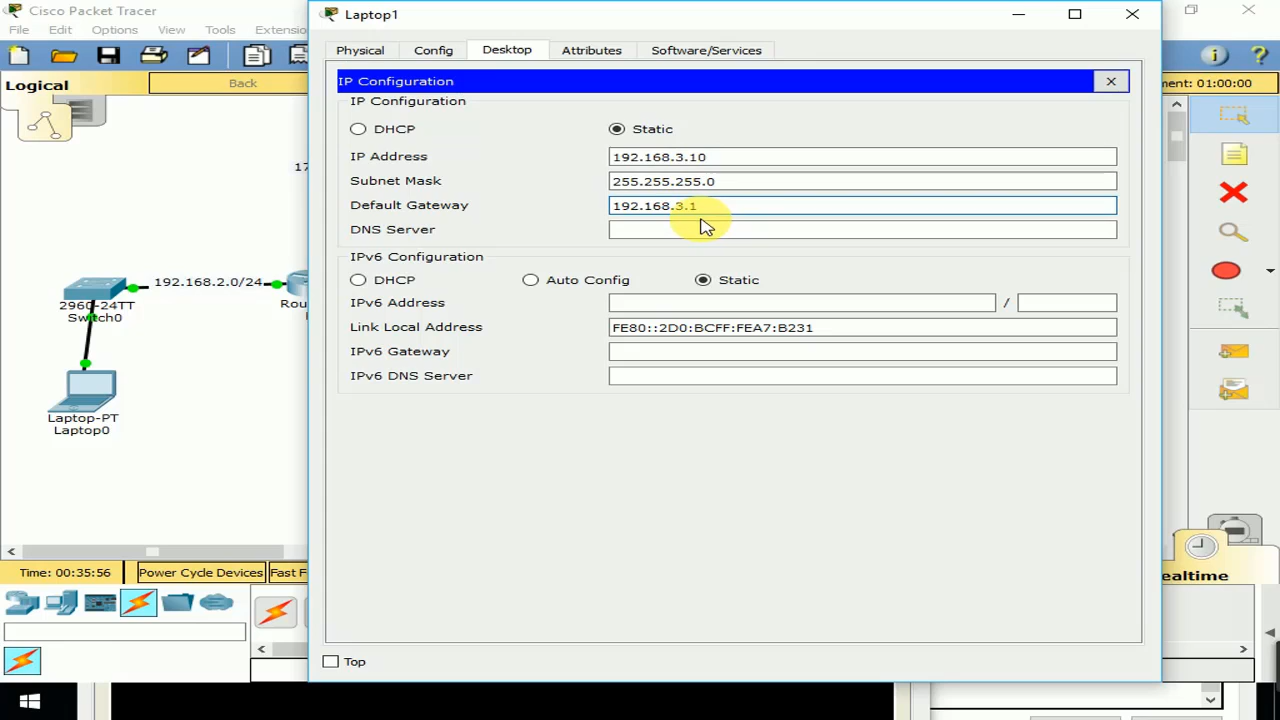 Cisco Packet Tracer
File Edit Options View Tools Extensio
Logical
Back
ment: 01:00:00
17
192.168.2.0/24
2960-24TT
Switch0
Rou
Laptop-PT
Laptop0
Time: 00:35:56
Power Cycle Devices
Fast F
ealtime
Laptop1
Physical Config Desktop Attributes Software/Services
IP Configuration
IP Configuration
DHCP Static
IP Address 192.168.3.10
Subnet Mask 255.255.255.0
Default Gateway 192.168.3.1
DNS Server
IPv6 Configuration
DHCP Auto Config Static
IPv6 Address /
Link Local Address FE80::2D0:BCFF:FEA7:B231
IPv6 Gateway
IPv6 DNS Server
Top